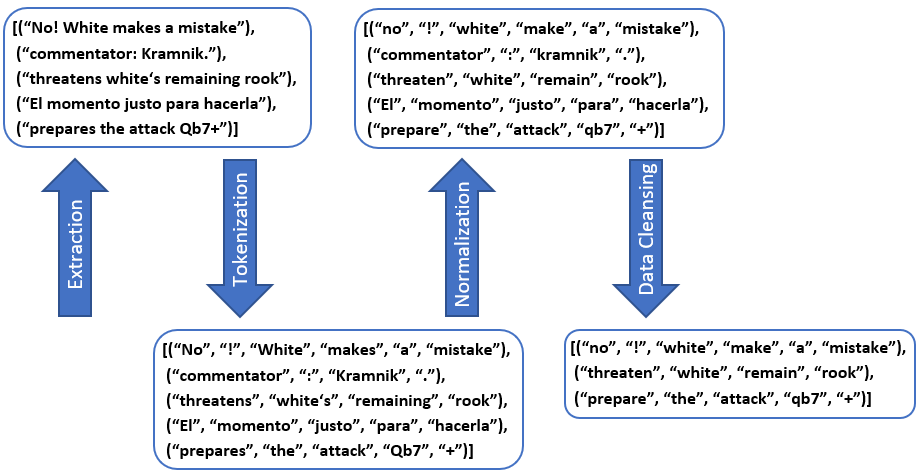 [(“No! White makes a mistake”),
(“commentator: Kramnik.”),
(“threatens white‘s remaining rook”),
(“El momento justo para hacerla”),
(“prepares the attack Qb7+”)]
Extraction
Tokenization
[(“No”, “!”, “White”, “makes”, “a”, “mistake”),
(“commentator”, “:”, “Kramnik”, “.”),
(“threatens”, “white‘s”, “remaining”, “rook”),
(“El”, “momento”, “justo”, “para”, “hacerla”),
(“prepares”, “the”, “attack”, “Qb7”, “+”)]
Normalization
[(“no”, “!”, “white”, “make”, “a”, “mistake”),
(“commentator”, “:”, “kramnik”, “.”),
(“threaten”, “white”, “remain”, “rook”),
(“El”, “momento”, “justo”, “para”, “hacerla”),
(“prepare”, “the”, “attack”, “qb7”, “+”)]
Data Cleansing
[(“no”, “!”, “white”, “make”, “a”, “mistake”),
(“threaten”, “white”, “remain”, “rook”),
(“prepare”, “the”, “attack”, “qb7”, “+”)]